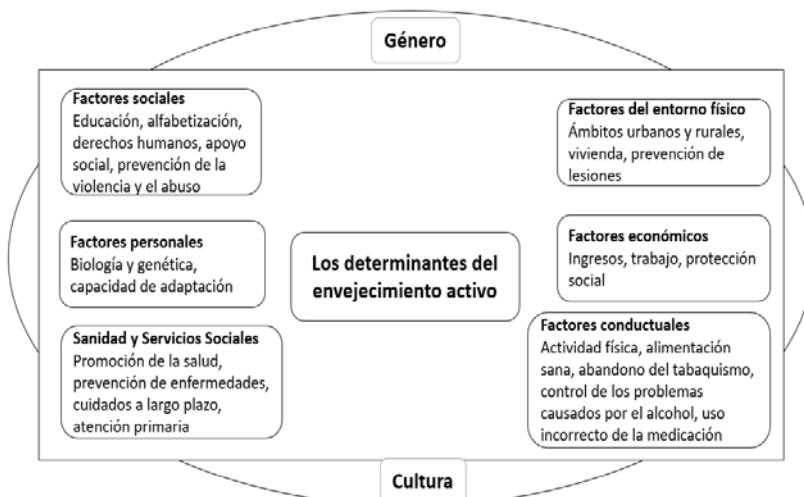 Género
Factores sociales
Educación, alfabetización,
derechos humanos, apoyo
social, prevención de la
violencia y el abuso
Factores del entorno físico
Ámbitos urbanos y rurales,
vivienda, prevención de
lesiones
Factores personales
Biología y genética,
capacidad de adaptación
Los determinantes del
envejecimiento activo
Factores económicos
Ingresos, trabajo, protección
social
Sanidad y Servicios Sociales
Promoción de la salud,
prevención de enfermedades,
cuidados a largo plazo,
atención primaria
Factores conductuales
Actividad física, alimentación
sana, abandono del tabaquismo,
control de los problemas
causados por el alcohol, uso
incorrecto de la medicación
Cultura